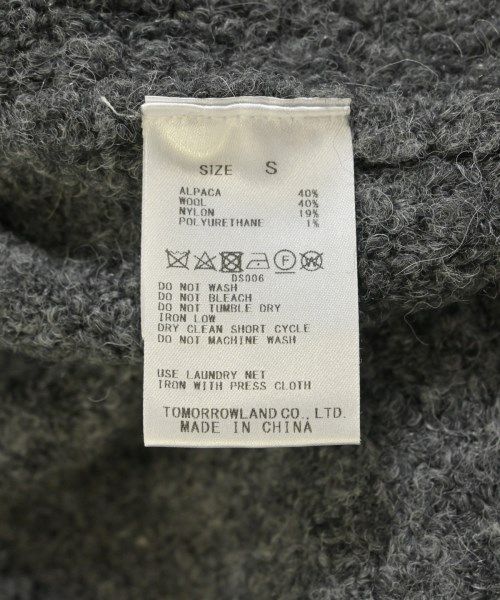 SIZE S
ALPACA 40%
WOOL 40%
NYLON 19%
POLYURETHANE 1%
F W
DS006
DO NOT WASH
DO NOT BLEACH
DO NOT TUMBLE DRY
IRON LOW
DRY CLEAN SHORT CYCLE
DO NOT MACHINE WASH
USE LAUNDRY NET
IRON WITH PRESS CLOTH
TOMORROWLAND CO., LTD.
MADE IN CHINA